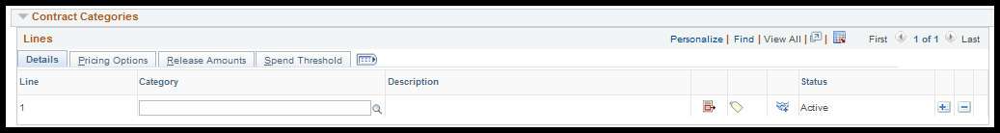 Contract Categories
Lines
Personalize | Find | View All | First 1 of 1 Last
Details Pricing Options Release Amounts Spend Threshold
Line Category Description Status
1 Active